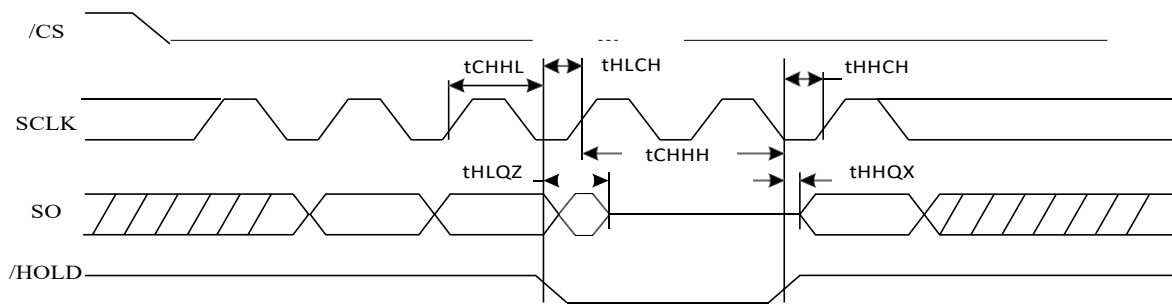 /CS
tCHHL
tHLCH
tHHCH
SCLK
tCHHH
tHLQZ
tHHQX
SO
/HOLD